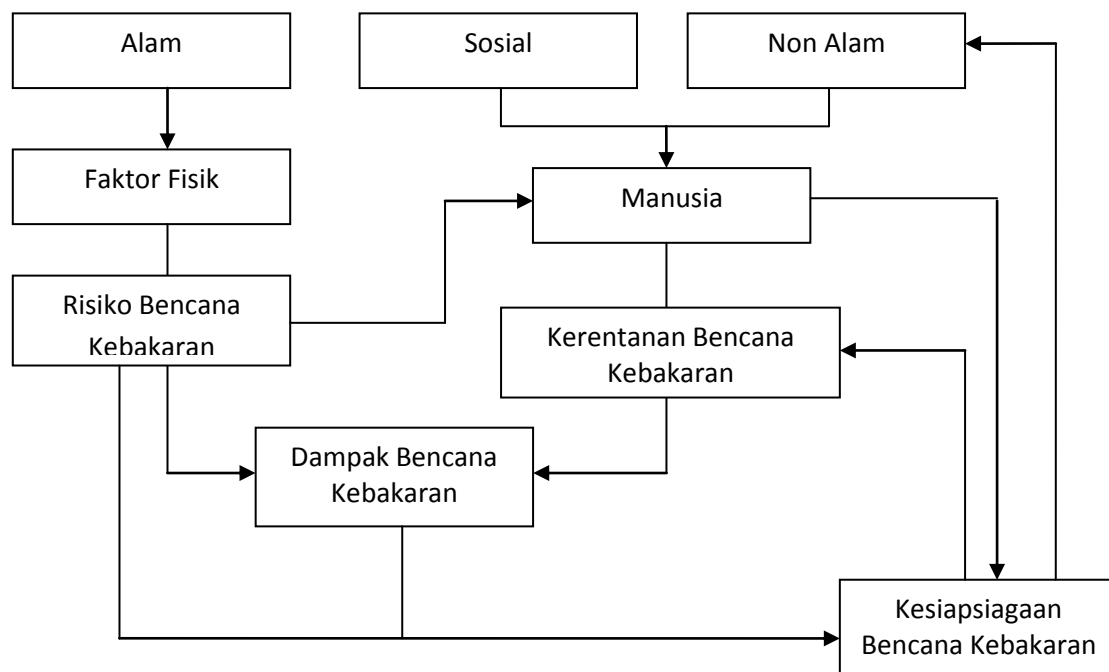 Alam
Sosial
Non Alam
Faktor Fisik
Manusia
Risiko Bencana
Kebakaran
Kerentanan Bencana
Kebakaran
Dampak Bencana
Kebakaran
Kesiapsiagaan
Bencana Kebakaran